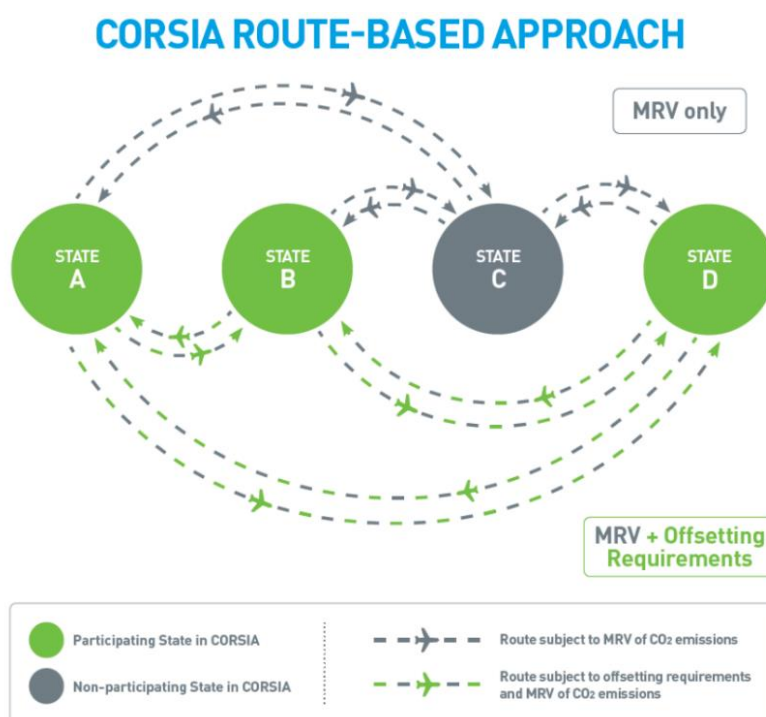 CORSIA ROUTE-BASED APPROACH
MRV only
STATE
A
STATE
B
STATE
C
STATE
D
MRV + Offsetting
Requirements
Participating State in CORSIA
Non-participating State in CORSIA
Route subject to MRV of CO₂ emissions
Route subject to offsetting requirements
and MRV of CO₂ emissions